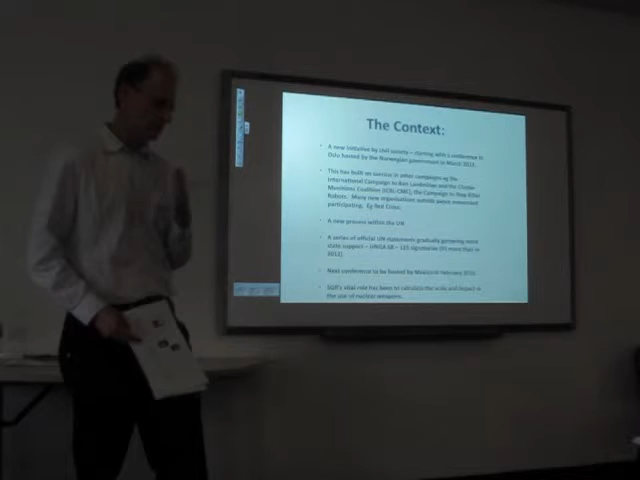 The Context:
A new initiative by civil society – starting with a conference in
Oslo hosted by the Norwegian government in March 2013.
This has built on success in other campaigns eg the
International Campaign to Ban Landmines and the Cluster
Munitions Coalition (ICBL-CMC), the Campaign to Stop Killer
Robots. Many new organisations outside peace movement
participating. Eg Red Cross.
A new process within the UN
A series of official UN statements gradually garnering more
state support – UNGA 68 – 125 signatories (more than in
2012)
Next conference to be hosted by Mexico in February 2014.
SGR's vital role has been to calculate the scale and impact of
the use of nuclear weapons.